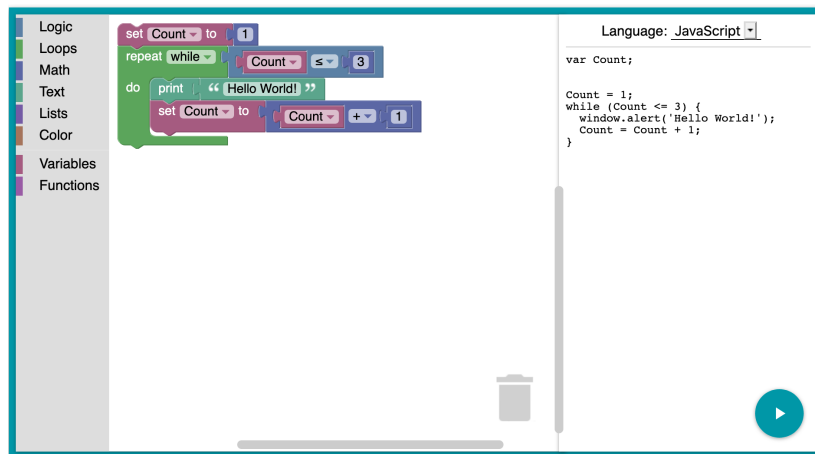 Logic
Loops
Math
Text
Lists
Color
Variables
Functions
set Count to 1
repeat while Count ≤ 3
do print “ Hello World! ”
set Count to Count + 1
Language: JavaScript
var Count;
Count = 1;
while (Count <= 3) {
  window.alert('Hello World!');
  Count = Count + 1;
}